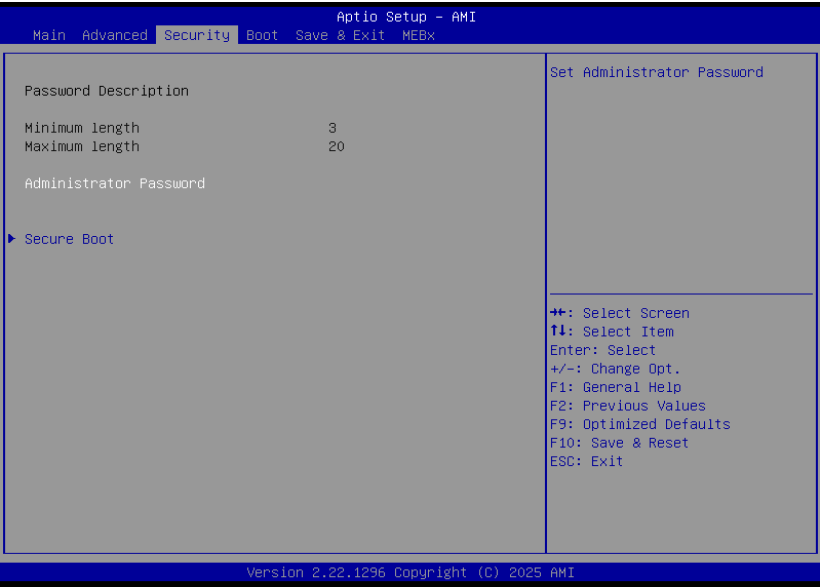 Aptio Setup – AMI
Main Advanced Security Boot Save & Exit MEBx
Password Description
Minimum length 3
Maximum length 20
Administrator Password
▶ Secure Boot
Set Administrator Password
→←: Select Screen
↑↓: Select Item
Enter: Select
+/-: Change Opt.
F1: General Help
F2: Previous Values
F9: Optimized Defaults
F10: Save & Reset
ESC: Exit
Version 2.22.1296 Copyright (C) 2025 AMI